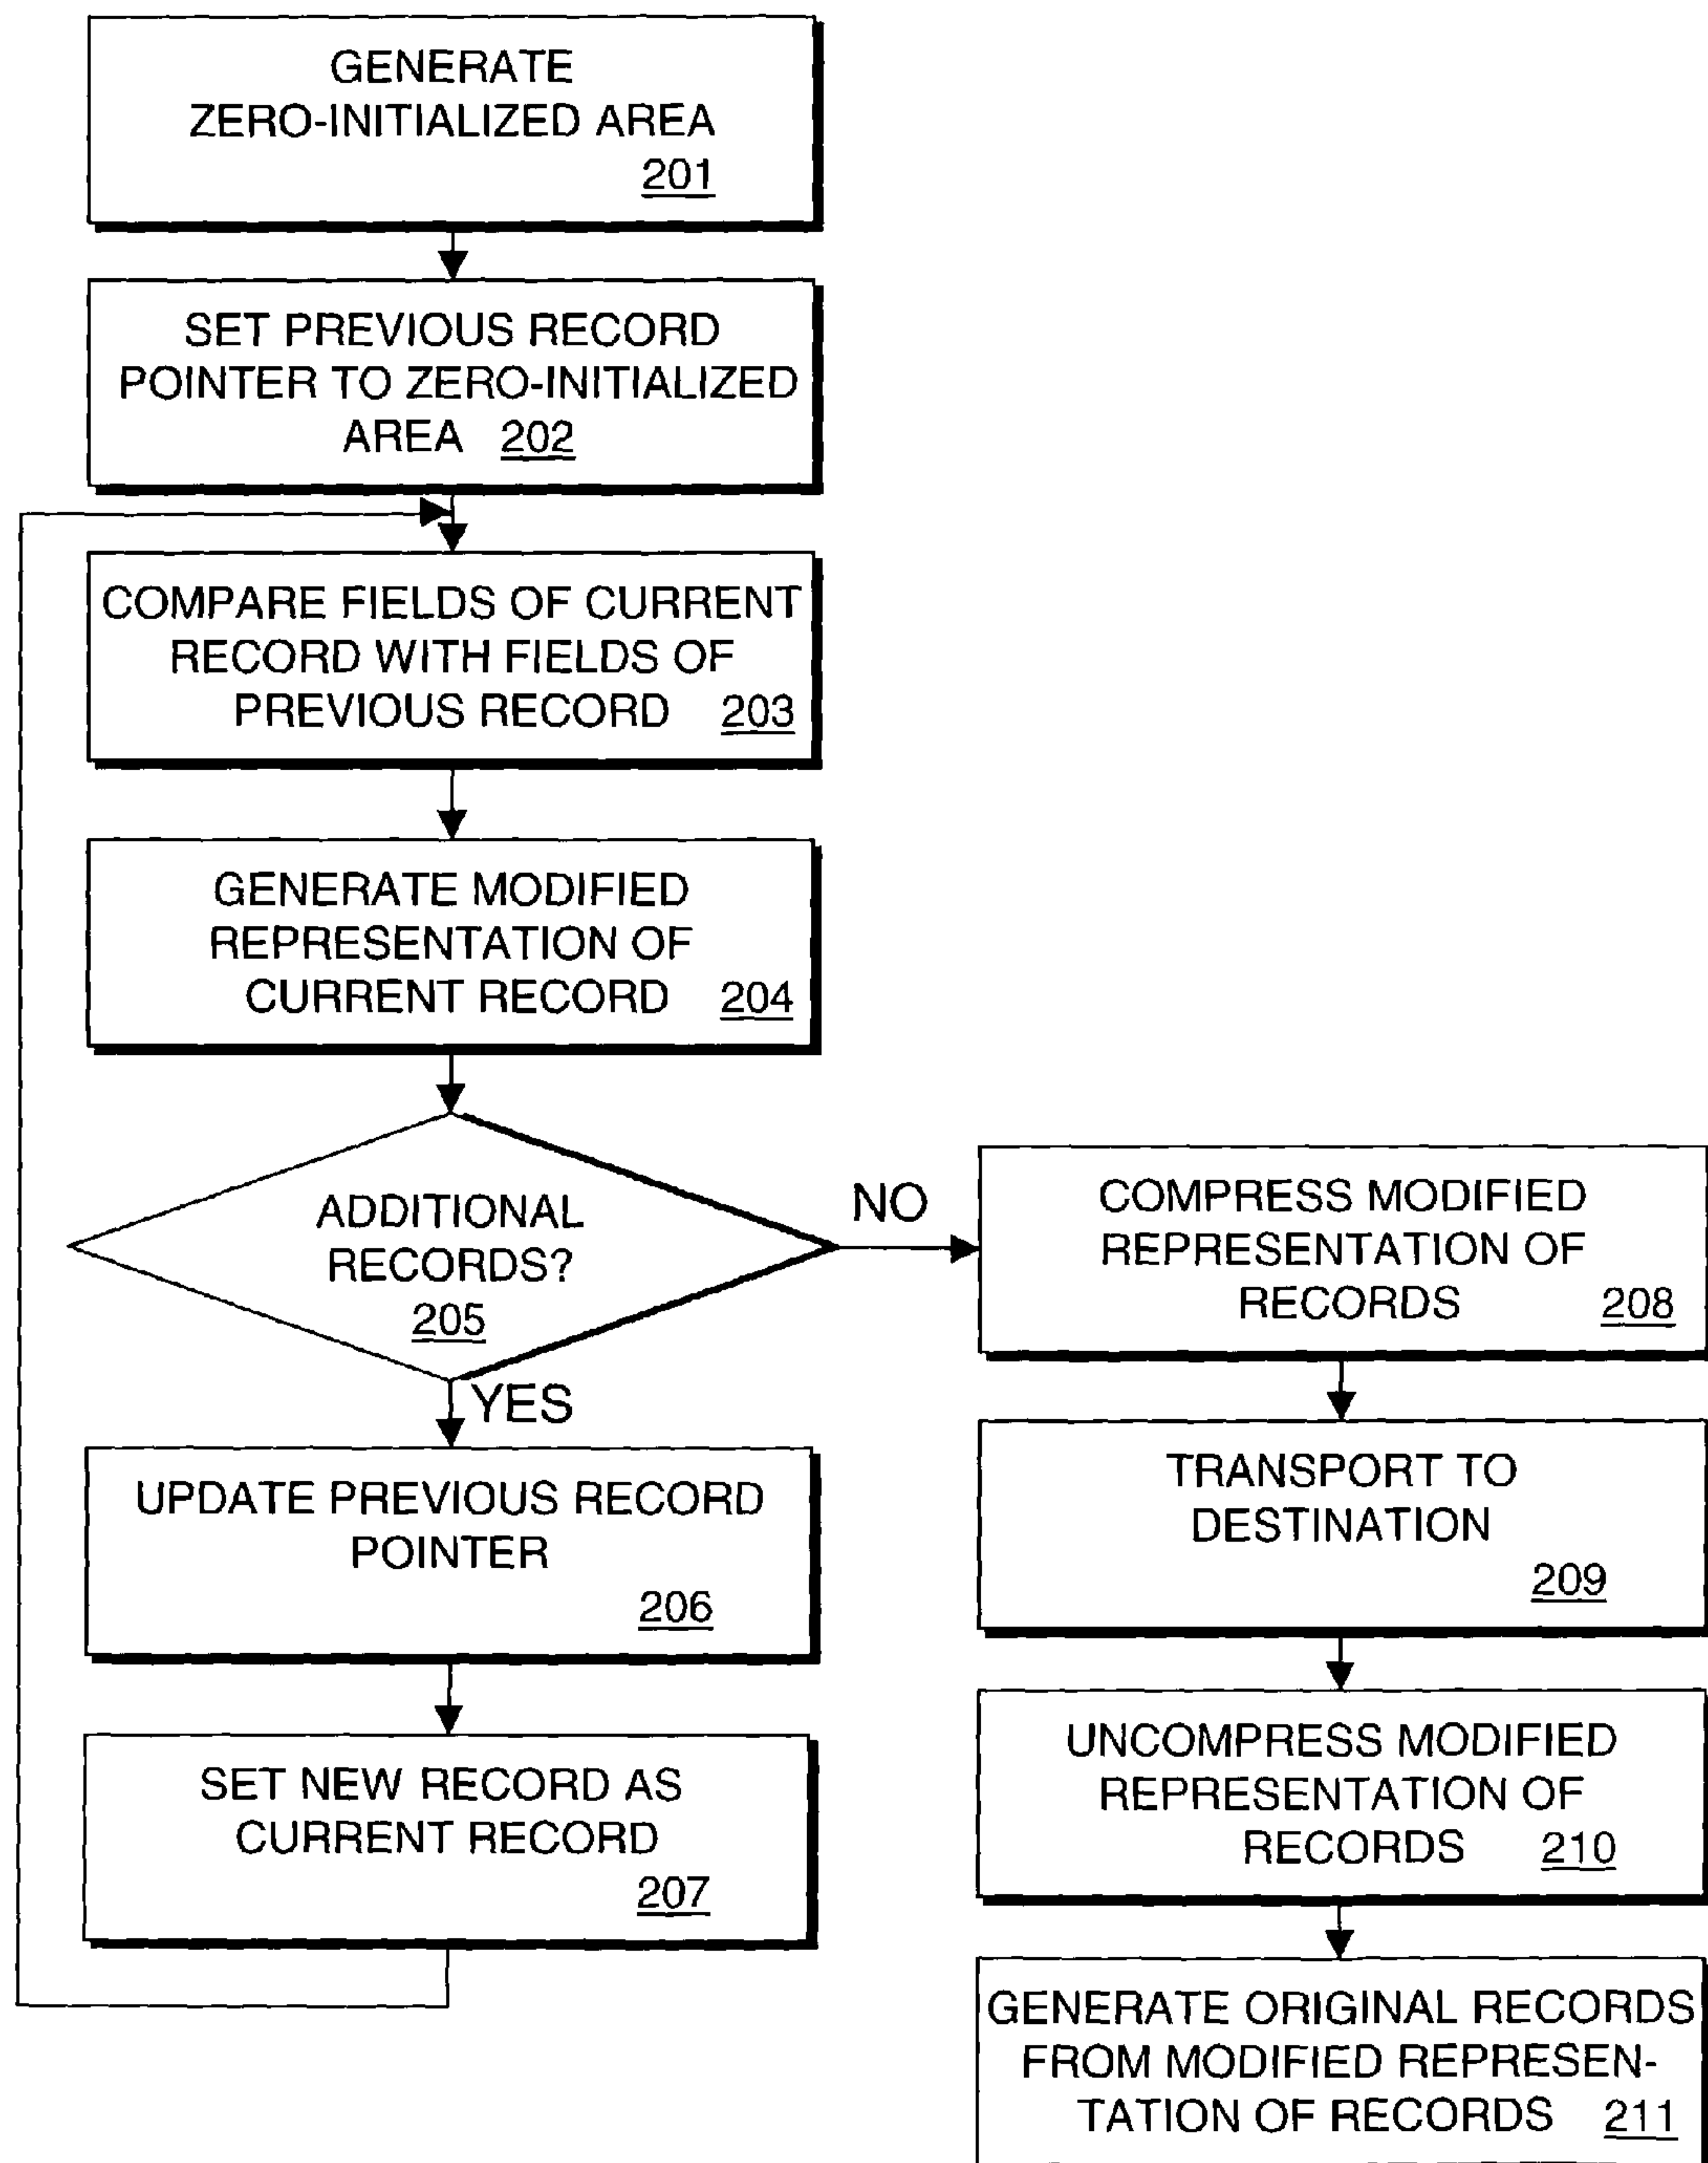 GENERATE
ZERO-INITIALIZED AREA
201
SET PREVIOUS RECORD
POINTER TO ZERO-INITIALIZED
AREA 202
COMPARE FIELDS OF CURRENT
RECORD WITH FIELDS OF
PREVIOUS RECORD 203
GENERATE MODIFIED
REPRESENTATION OF
CURRENT RECORD 204
ADDITIONAL
RECORDS?
205
YES
UPDATE PREVIOUS RECORD
POINTER
206
SET NEW RECORD AS
CURRENT RECORD
207
NO
COMPRESS MODIFIED
REPRESENTATION OF
RECORDS 208
TRANSPORT TO
DESTINATION
209
UNCOMPRESS MODIFIED
REPRESENTATION OF
RECORDS 210
GENERATE ORIGINAL RECORDS
FROM MODIFIED REPRESEN-
TATION OF RECORDS 211